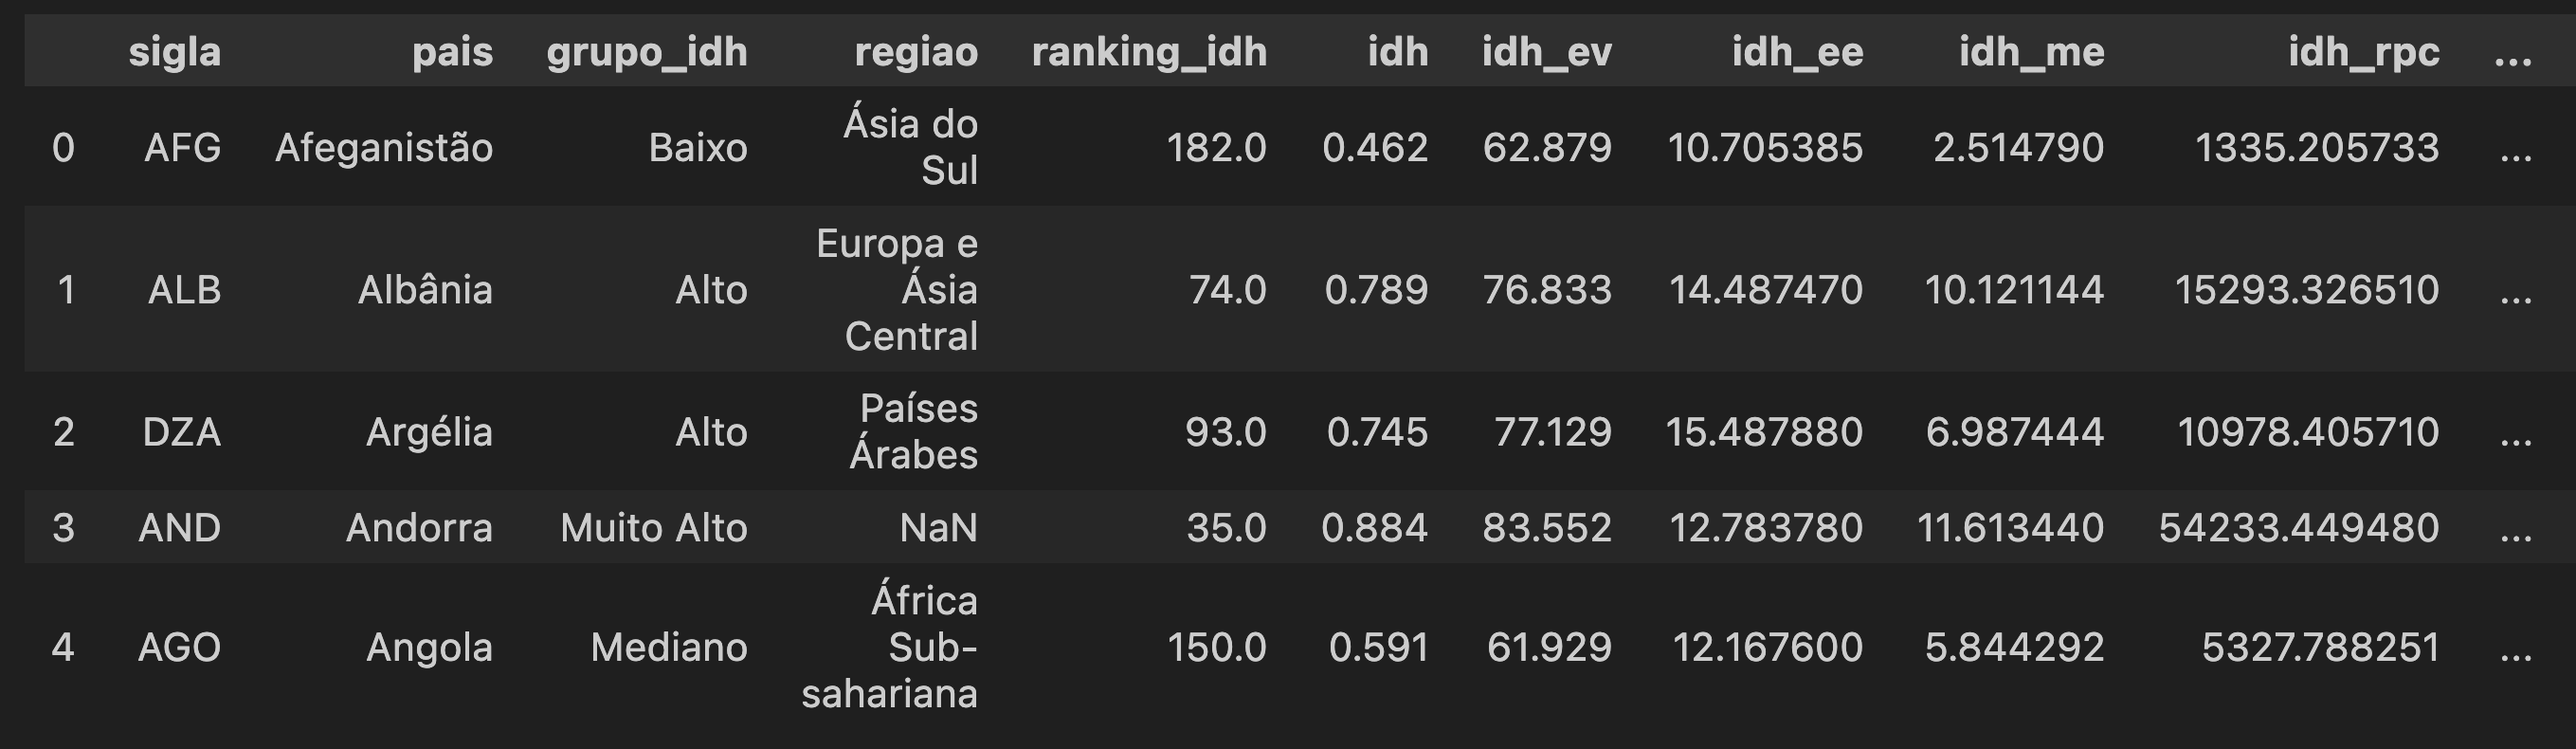 sigla pais grupo_idh regiao ranking_idh idh idh_ev idh_ee idh_me idh_rpc ...
0 AFG Afeganistão Baixo Ásia do Sul 182.0 0.462 62.879 10.705385 2.514790 1335.205733 ...
1 ALB Albânia Alto Europa e Ásia Central 74.0 0.789 76.833 14.487470 10.121144 15293.326510 ...
2 DZA Argélia Alto Países Árabes 93.0 0.745 77.129 15.487880 6.987444 10978.405710 ...
3 AND Andorra Muito Alto NaN 35.0 0.884 83.552 12.783780 11.613440 54233.449480 ...
4 AGO Angola Mediano África Sub-sahariana 150.0 0.591 61.929 12.167600 5.844292 5327.788251 ...